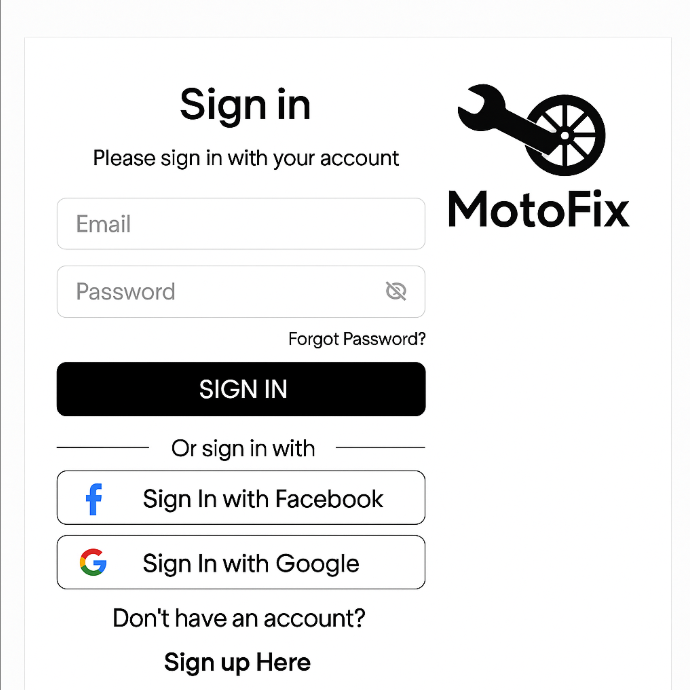 Sign in
Please sign in with your account
MotoFix
Email
Password
Forgot Password?
SIGN IN
Or sign in with
Sign In with Facebook
Sign In with Google
Don't have an account?
Sign up Here